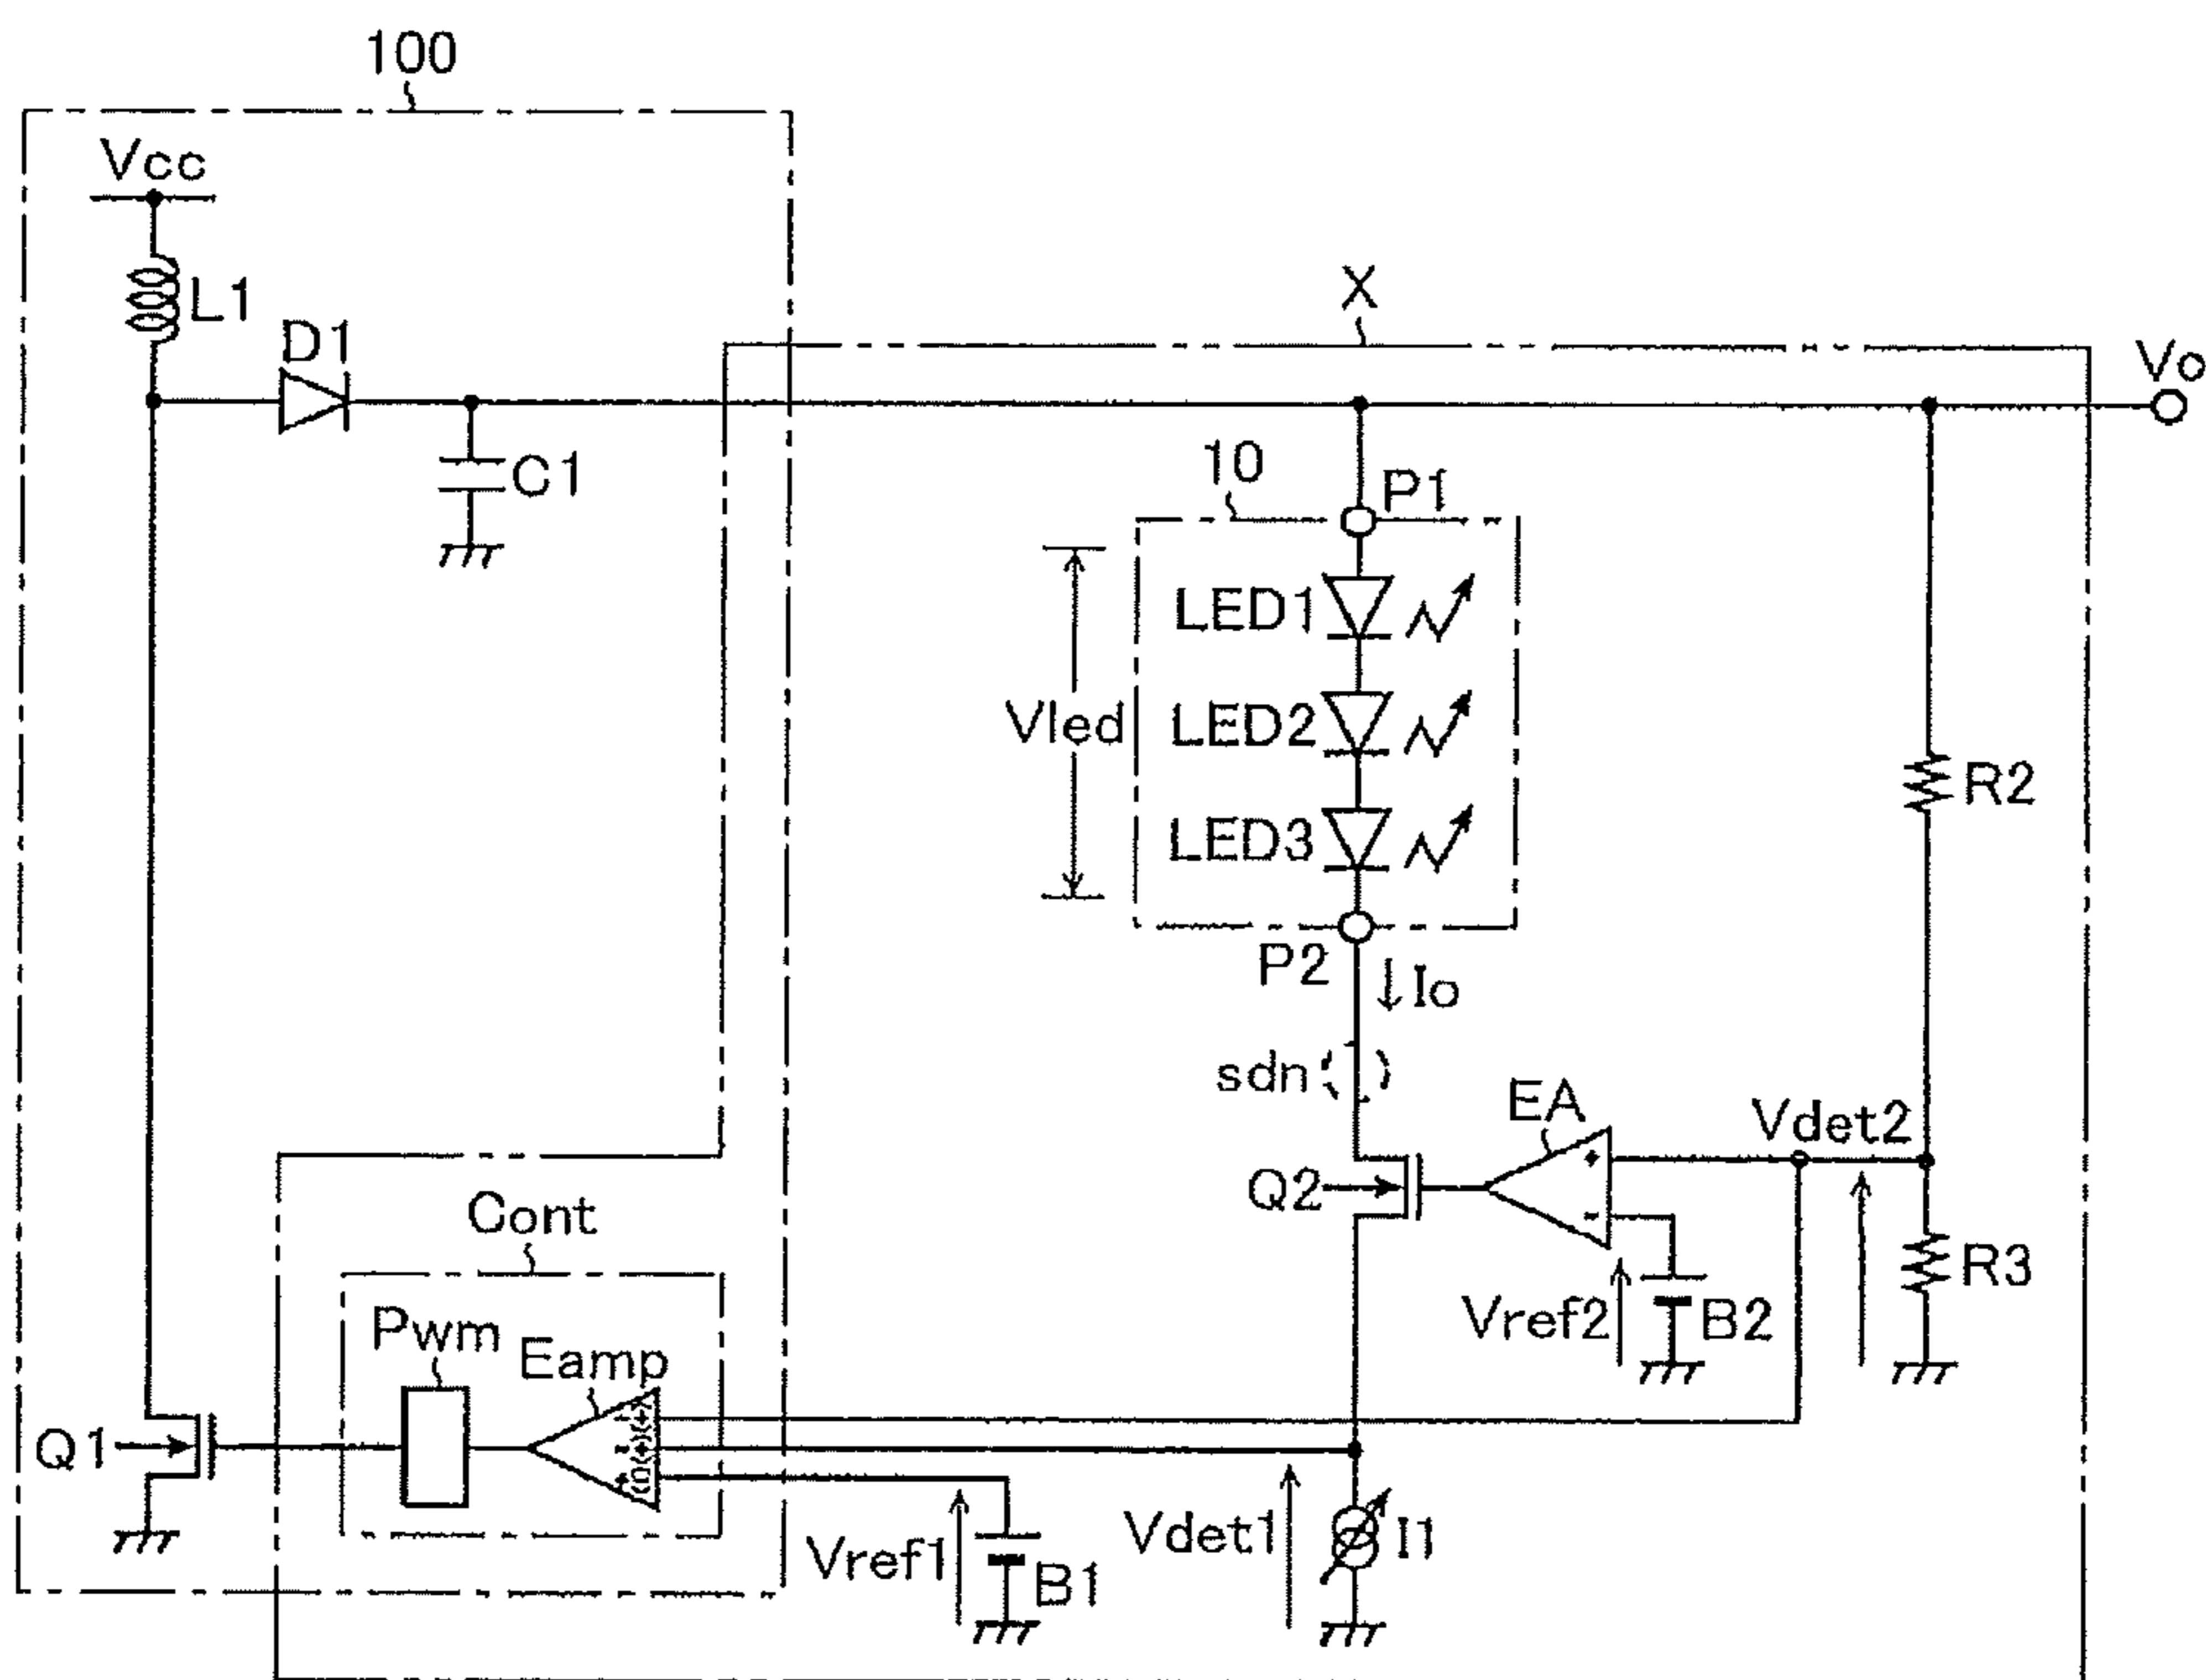 100
Vcc
L1
D1
C1
X
Vo
10
P1
LED1
Vled
LED2
LED3
R2
P2
Io
sdn
EA
Vdet2
Q2
+
-
Cont
Vref2
B2
R3
Pwm
Eamp
Q1
Vref1
B1
Vdet1
I1